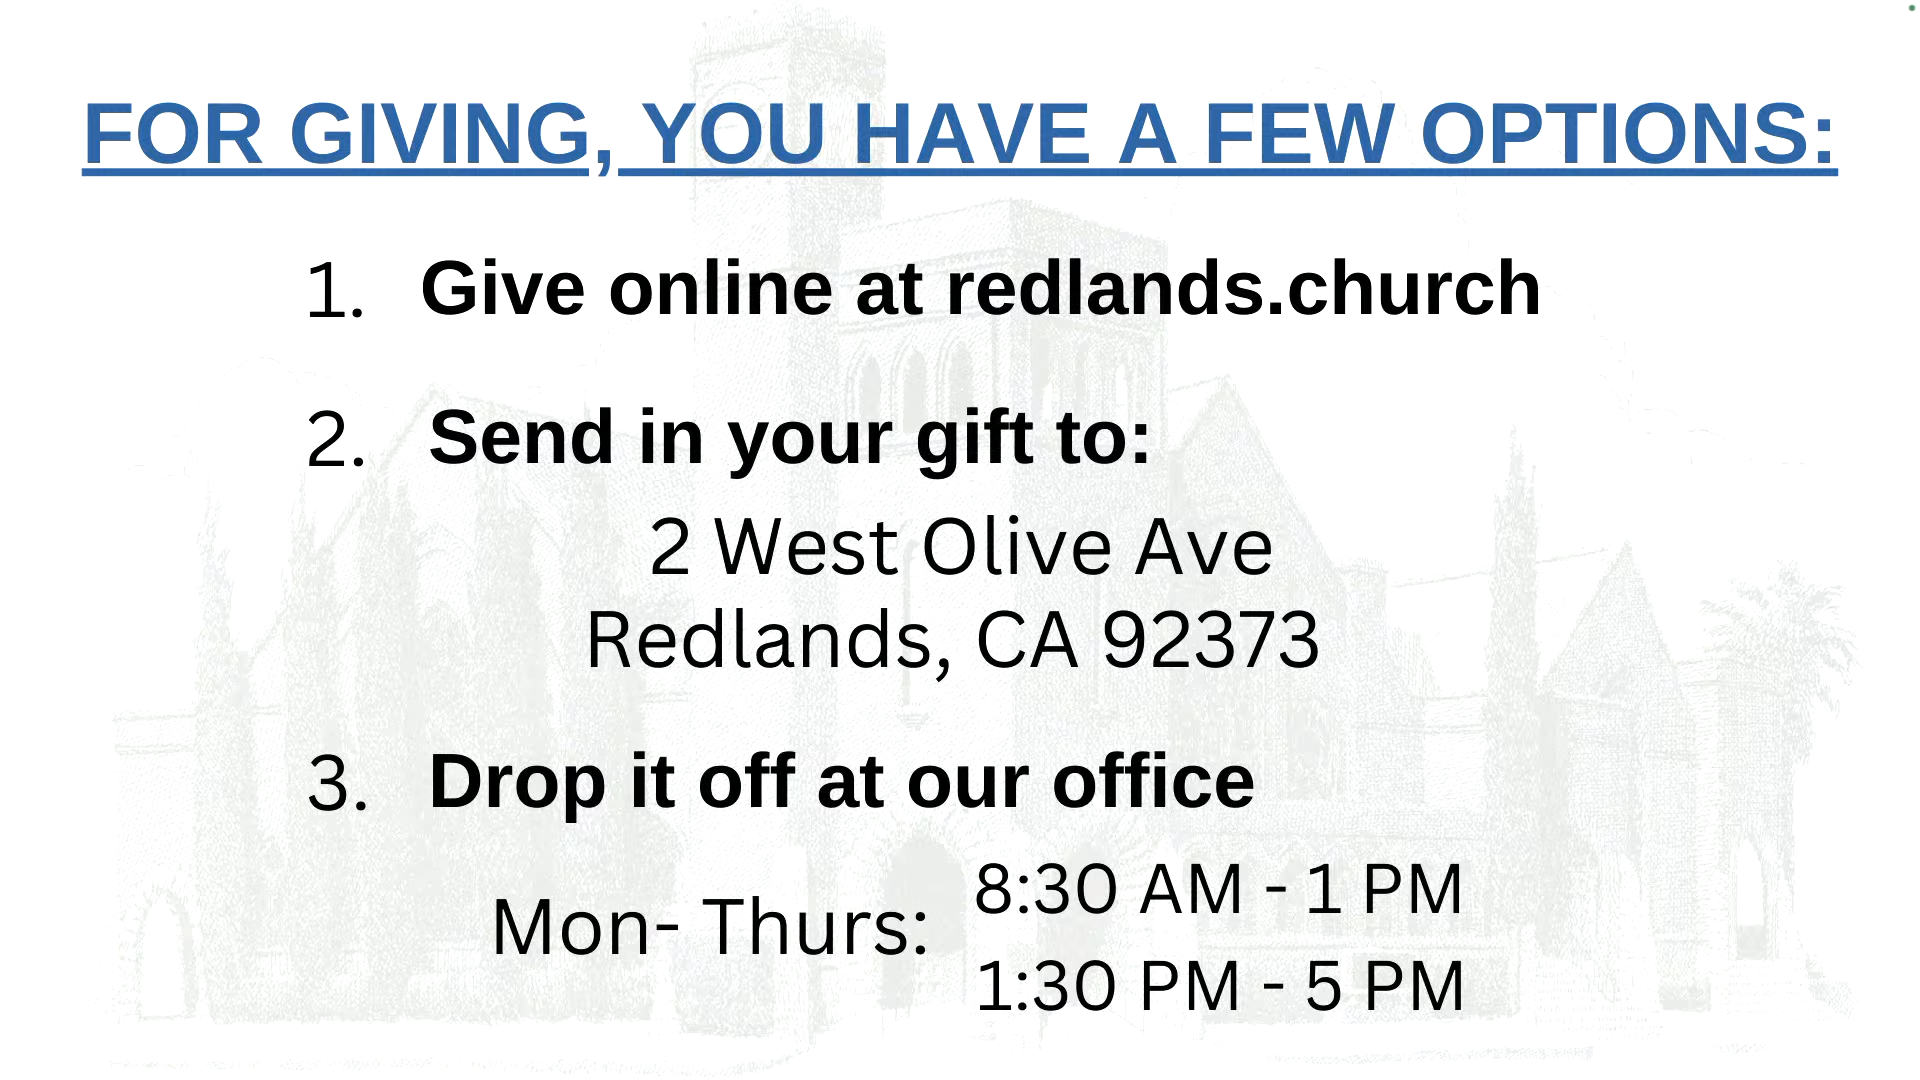 FOR GIVING, YOU HAVE A FEW OPTIONS:
1. Give online at redlands.church
2. Send in your gift to:
2 West Olive Ave
Redlands, CA 92373
3. Drop it off at our office
Mon- Thurs:
8:30 AM - 1 PM
1:30 PM - 5 PM